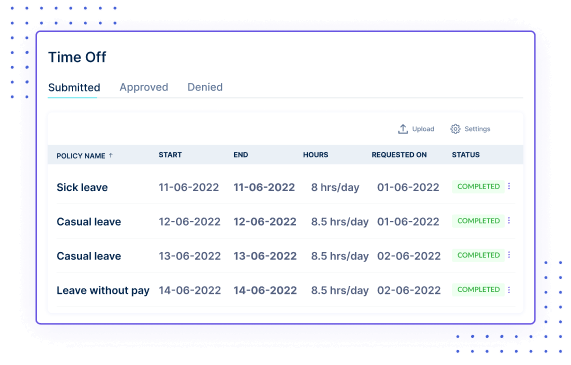 Time Off
Submitted Approved Denied
Upload Settings
POLICY NAME ↑ START END HOURS REQUESTED ON STATUS
Sick leave 11-06-2022 11-06-2022 8 hrs/day 01-06-2022 COMPLETED
Casual leave 12-06-2022 12-06-2022 8.5 hrs/day 01-06-2022 COMPLETED
Casual leave 13-06-2022 13-06-2022 8.5 hrs/day 02-06-2022 COMPLETED
Leave without pay 14-06-2022 14-06-2022 8.5 hrs/day 02-06-2022 COMPLETED